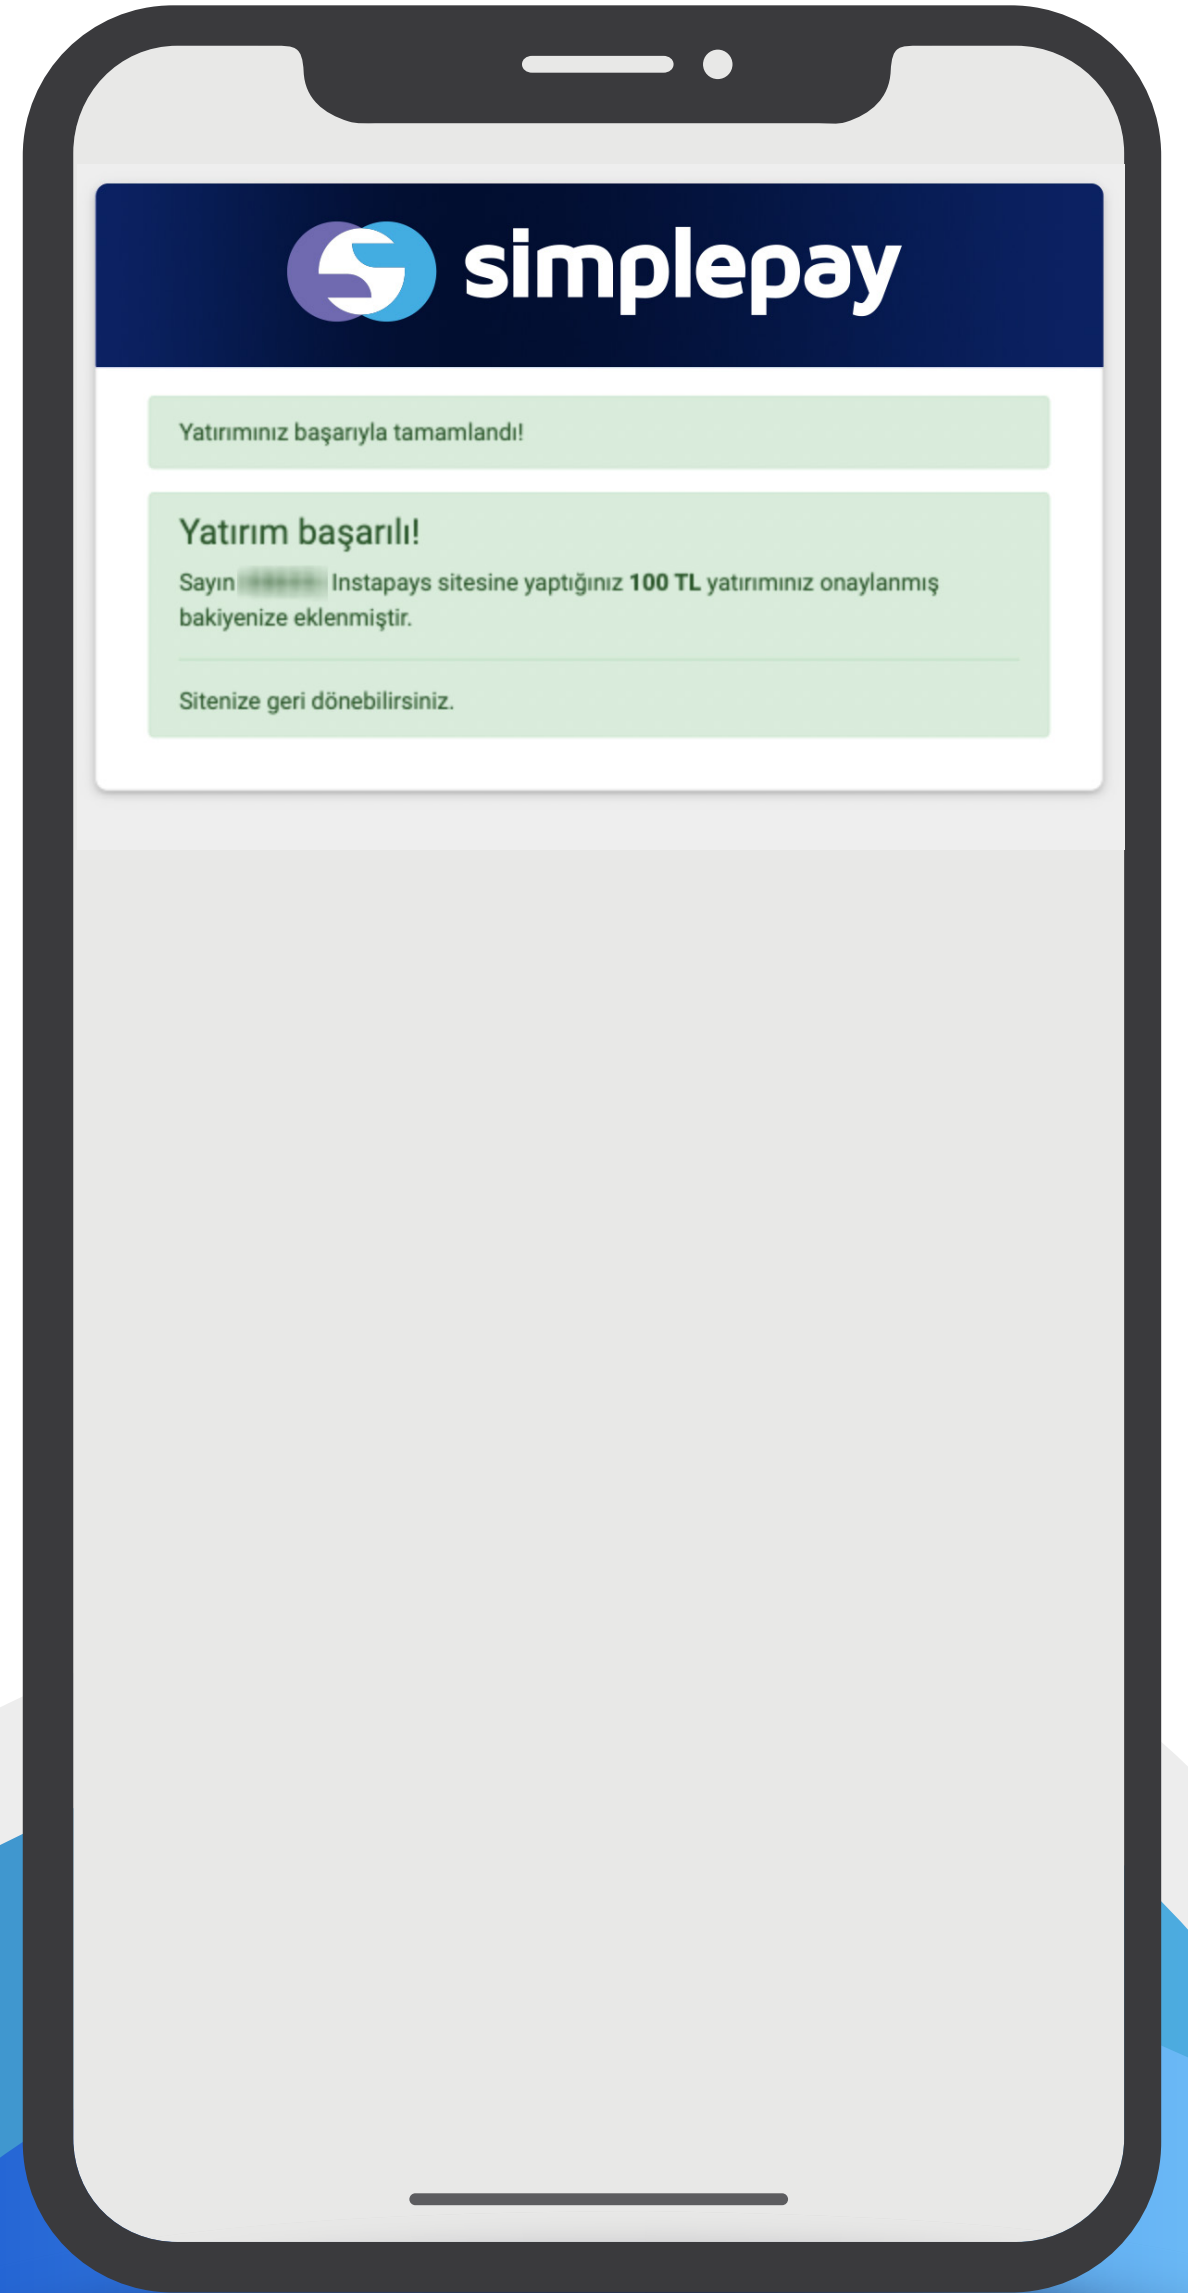 simplepay
Yatırımınız başarıyla tamamlandı!
Yatırım başarılı!
Sayın Instapays sitesine yaptığınız 100 TL yatırımınız onaylanmış
bakiyenize eklenmiştir.
Sitenize geri dönebilirsiniz.